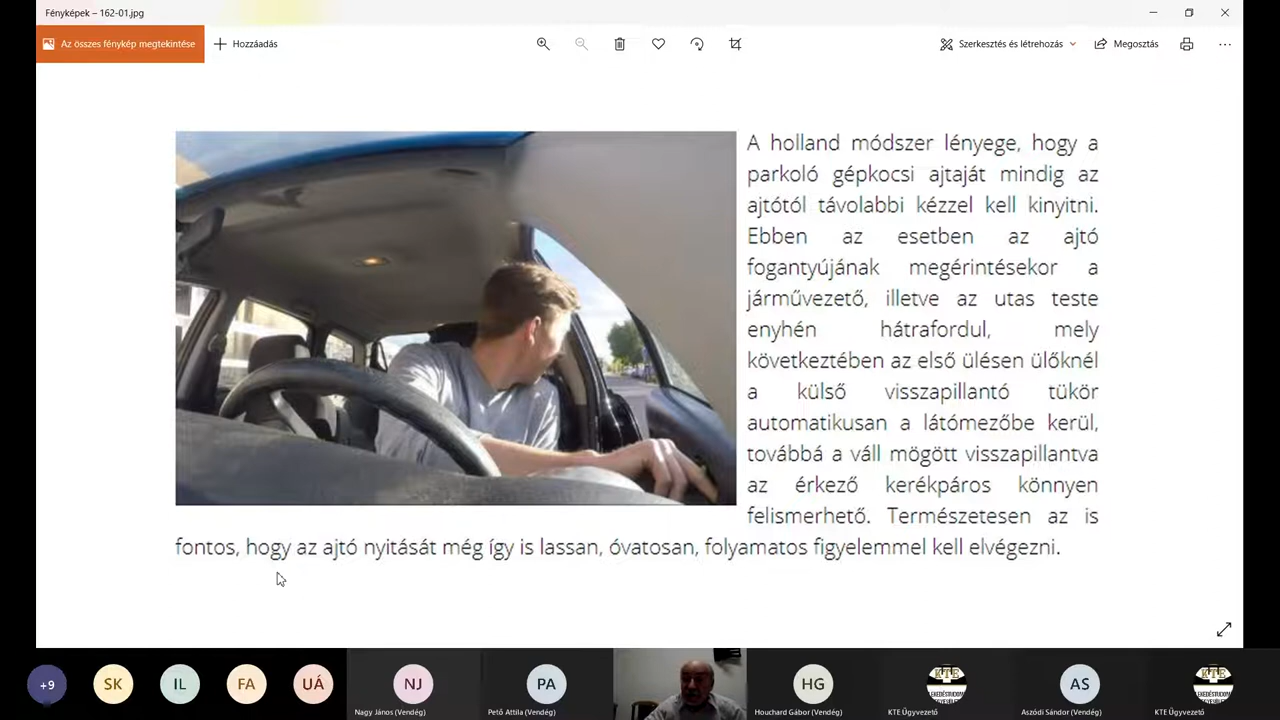 Fényképek – 162-01.jpg
Az összes fénykép megtekintése
Hozzáadás
Szerkesztés és létrehozás
Megosztás
A holland módszer lényege, hogy a
parkoló gépkocsi ajtaját mindig az
ajtótól távolabbi kézzel kell kinyitni.
Ebben az esetben az ajtó
fogantyújának megérintésekor a
járművezető, illetve az utas teste
enyhén hátrafordul, mely
következtében az első ülésen ülőknél
a külső visszapillantó tükör
automatikusan a látómezőbe kerül,
továbbá a váll mögött visszapillantva
az érkező kerékpáros könnyen
felismerhető. Természetesen az is
fontos, hogy az ajtó nyitását még így is lassan, óvatosan, folyamatos figyelemmel kell elvégezni.
+9
SK
IL
FA
UÁ
NJ
Nagy János (Vendég)
PA
Pető Attila (Vendég)
HG
Houchard Gábor (Vendég)
KTE
KTE Ügyvezető
AS
Aszódi Sándor (Vendég)
KTE
KTE Ügyvezető